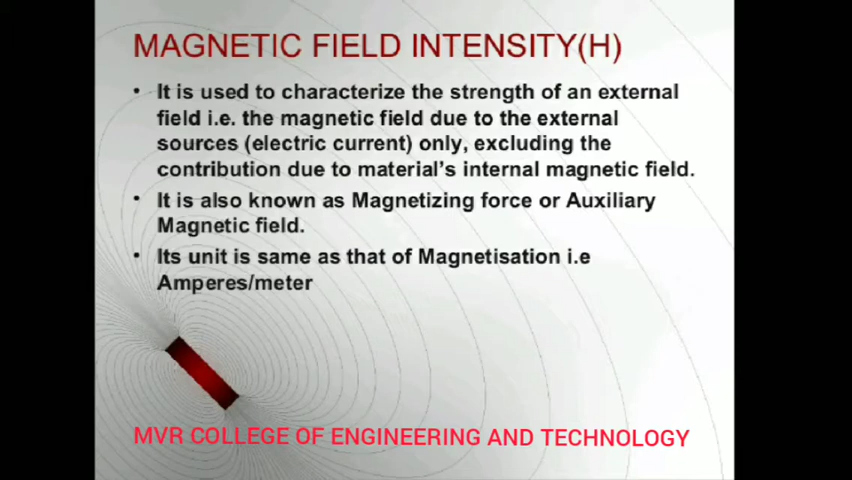 MAGNETIC FIELD INTENSITY(H)
• It is used to characterize the strength of an external
field i.e. the magnetic field due to the external
sources (electric current) only, excluding the
contribution due to material's internal magnetic field.
• It is also known as Magnetizing force or Auxiliary
Magnetic field.
• Its unit is same as that of Magnetisation i.e
Amperes/meter
MVR COLLEGE OF ENGINEERING AND TECHNOLOGY